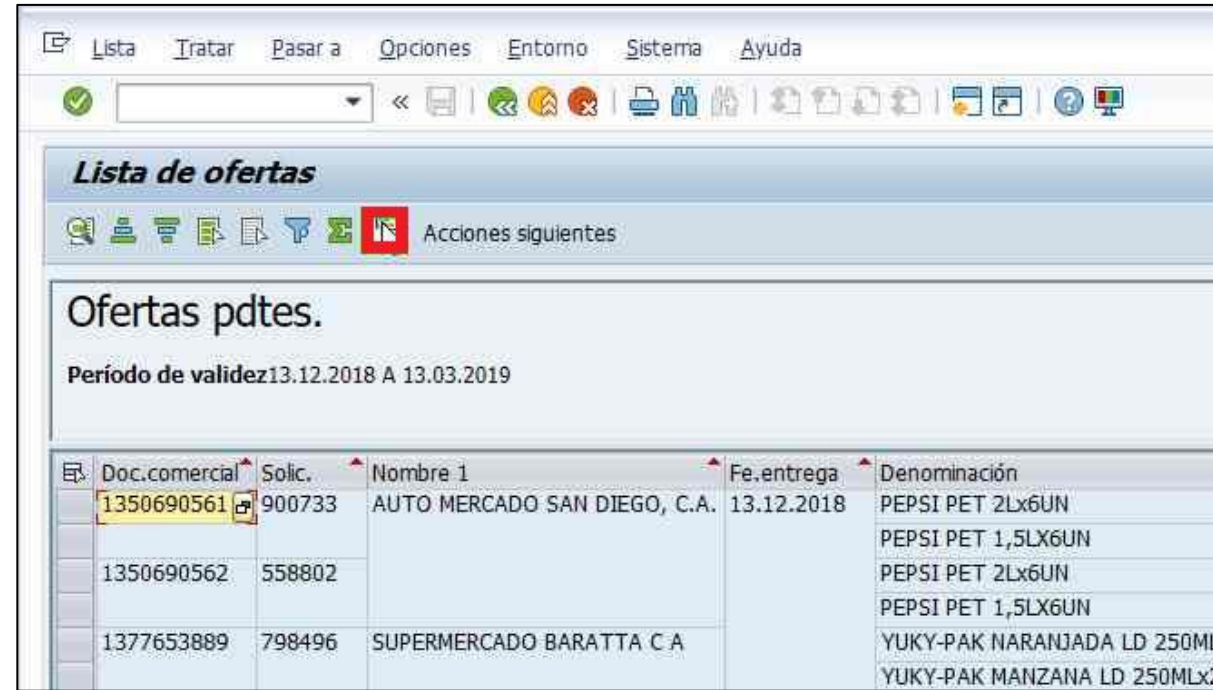 Lista Tratar Pasar a Opciones Entorno Sistema Ayuda
Lista de ofertas
Acciones siguientes
Ofertas pdtes.
Período de validez13.12.2018 A 13.03.2019
Doc.comercial Solic. Nombre 1 Fe.entrega Denominación
1350690561 900733 AUTO MERCADO SAN DIEGO, C.A. 13.12.2018 PEPSI PET 2Lx6UN
PEPSI PET 1,5LX6UN
1350690562 558802 PEPSI PET 2Lx6UN
PEPSI PET 1,5LX6UN
1377653889 798496 SUPERMERCADO BARATTA C A YUKY-PAK NARANJADA LD 250ML
YUKY-PAK MANZANA LD 250MLx